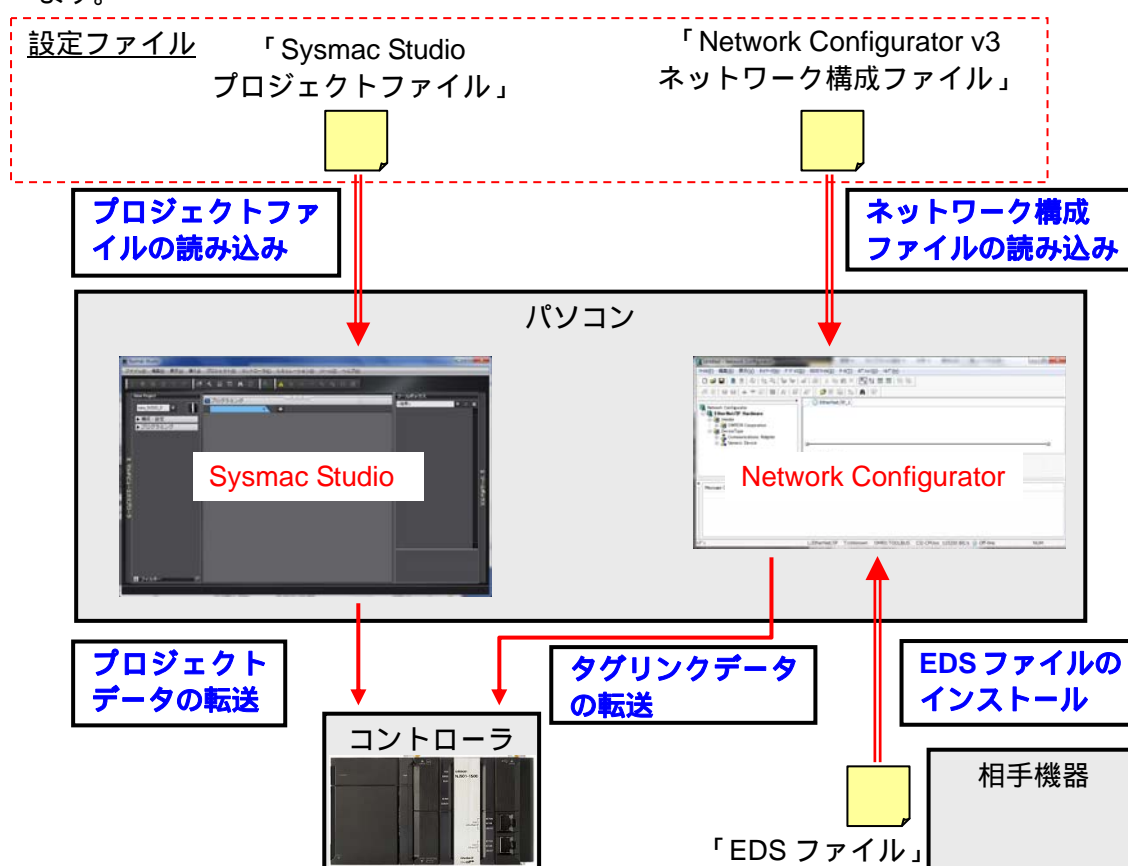 ます。
設定ファイル
「Sysmac Studio
プロジェクトファイル」
「Network Configurator v3
ネットワーク構成ファイル」
プロジェクトファ
イルの読み込み
ネットワーク構成
ファイルの読み込み
パソコン
Sysmac Studio
Network Configurator
プロジェクト
データの転送
タグリンクデータ
の転送
EDSファイルの
インストール
コントローラ
相手機器
「EDS ファイル」